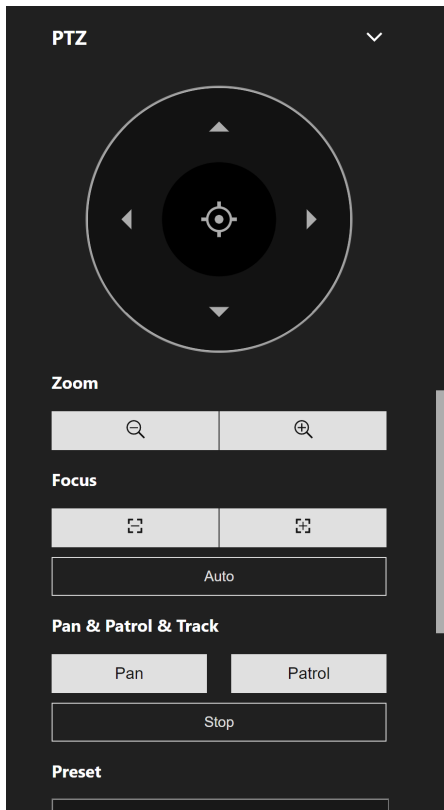 PTZ
Zoom
Focus
Auto
Pan & Patrol & Track
Pan Patrol
Stop
Preset